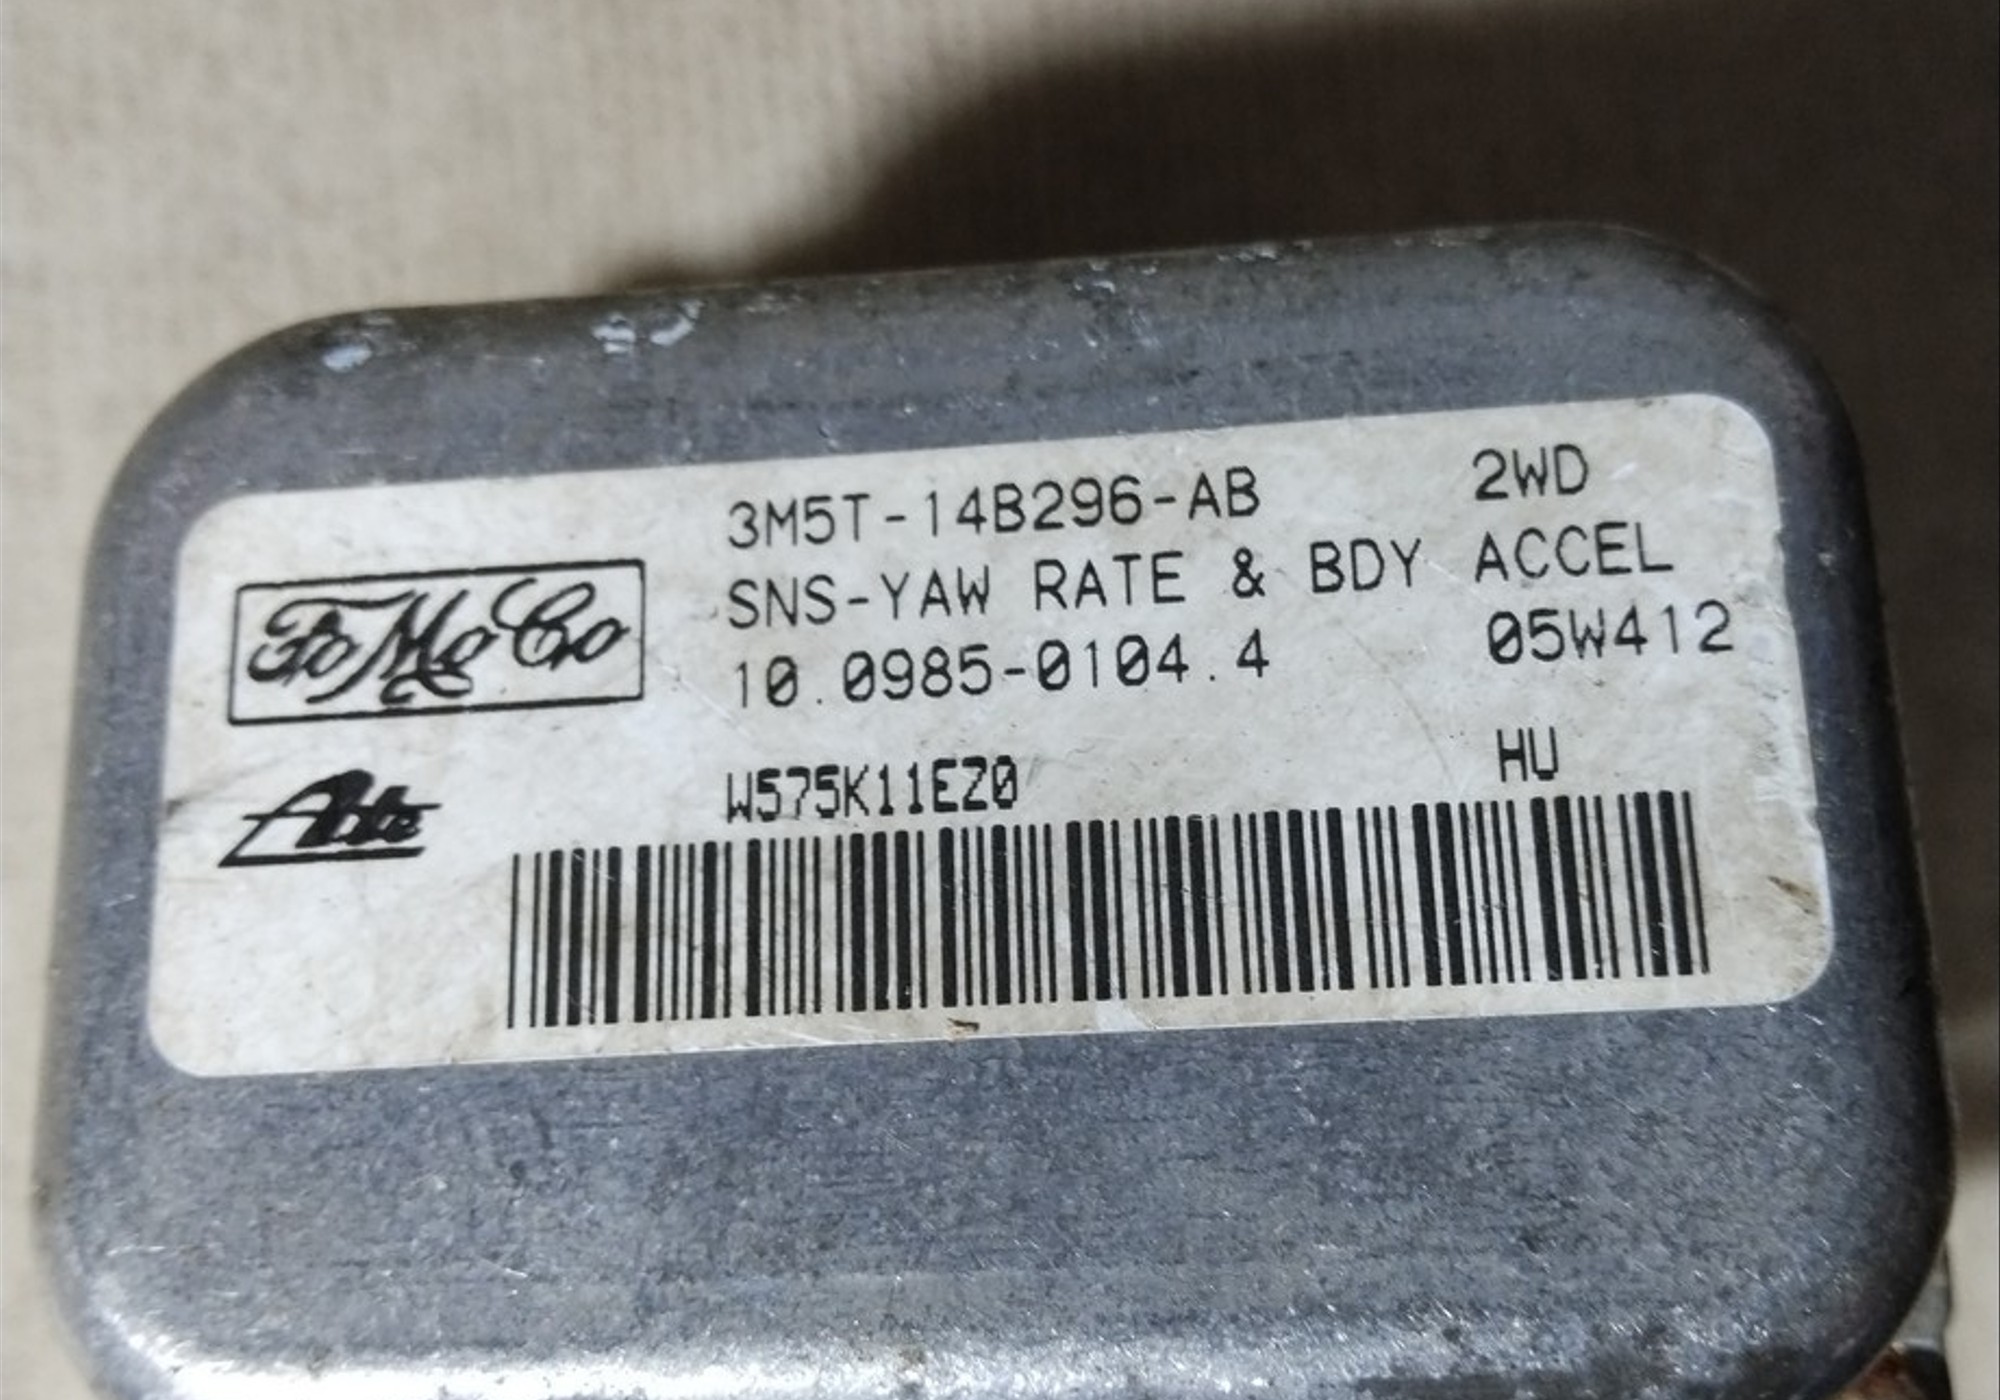 3M5T-14B296-AB 2WD
SNS-YAW RATE & BDY ACCEL
10.0985-0104.4 05W412
FoMoCo
W575K11EZ0 HU
Ate